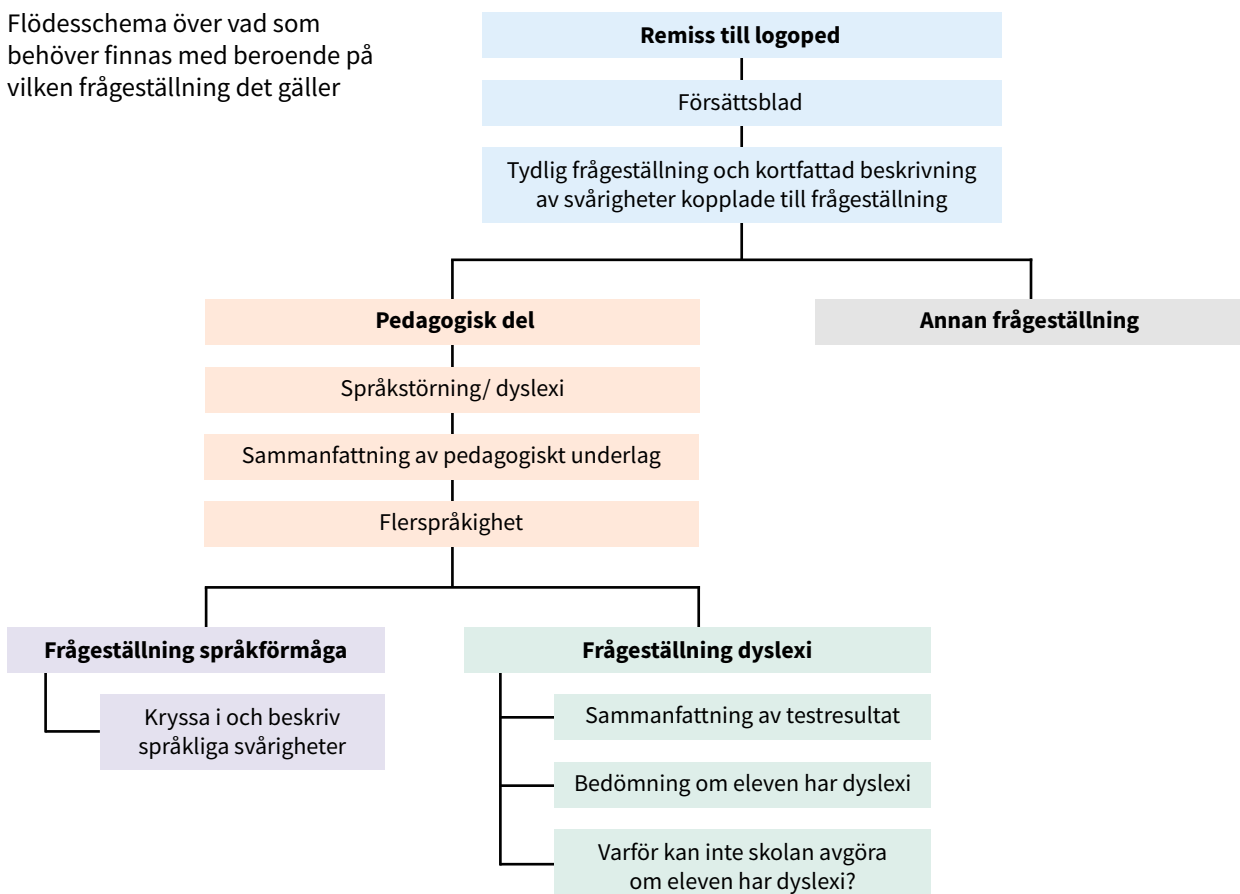 Flödesschema över vad som
behöver finnas med beroende på
vilken frågeställning det gäller
Remiss till logoped
Försättsblad
Tydlig frågeställning och kortfattad beskrivning
av svårigheter kopplade till frågeställning
Pedagogisk del
Annan frågeställning
Språkstörning/ dyslexi
Sammanfattning av pedagogiskt underlag
Flerspråkighet
Frågeställning språkförmåga
Kryssa i och beskriv
språkliga svårigheter
Frågeställning dyslexi
Sammanfattning av testresultat
Bedömning om eleven har dyslexi
Varför kan inte skolan avgöra
om eleven har dyslexi?